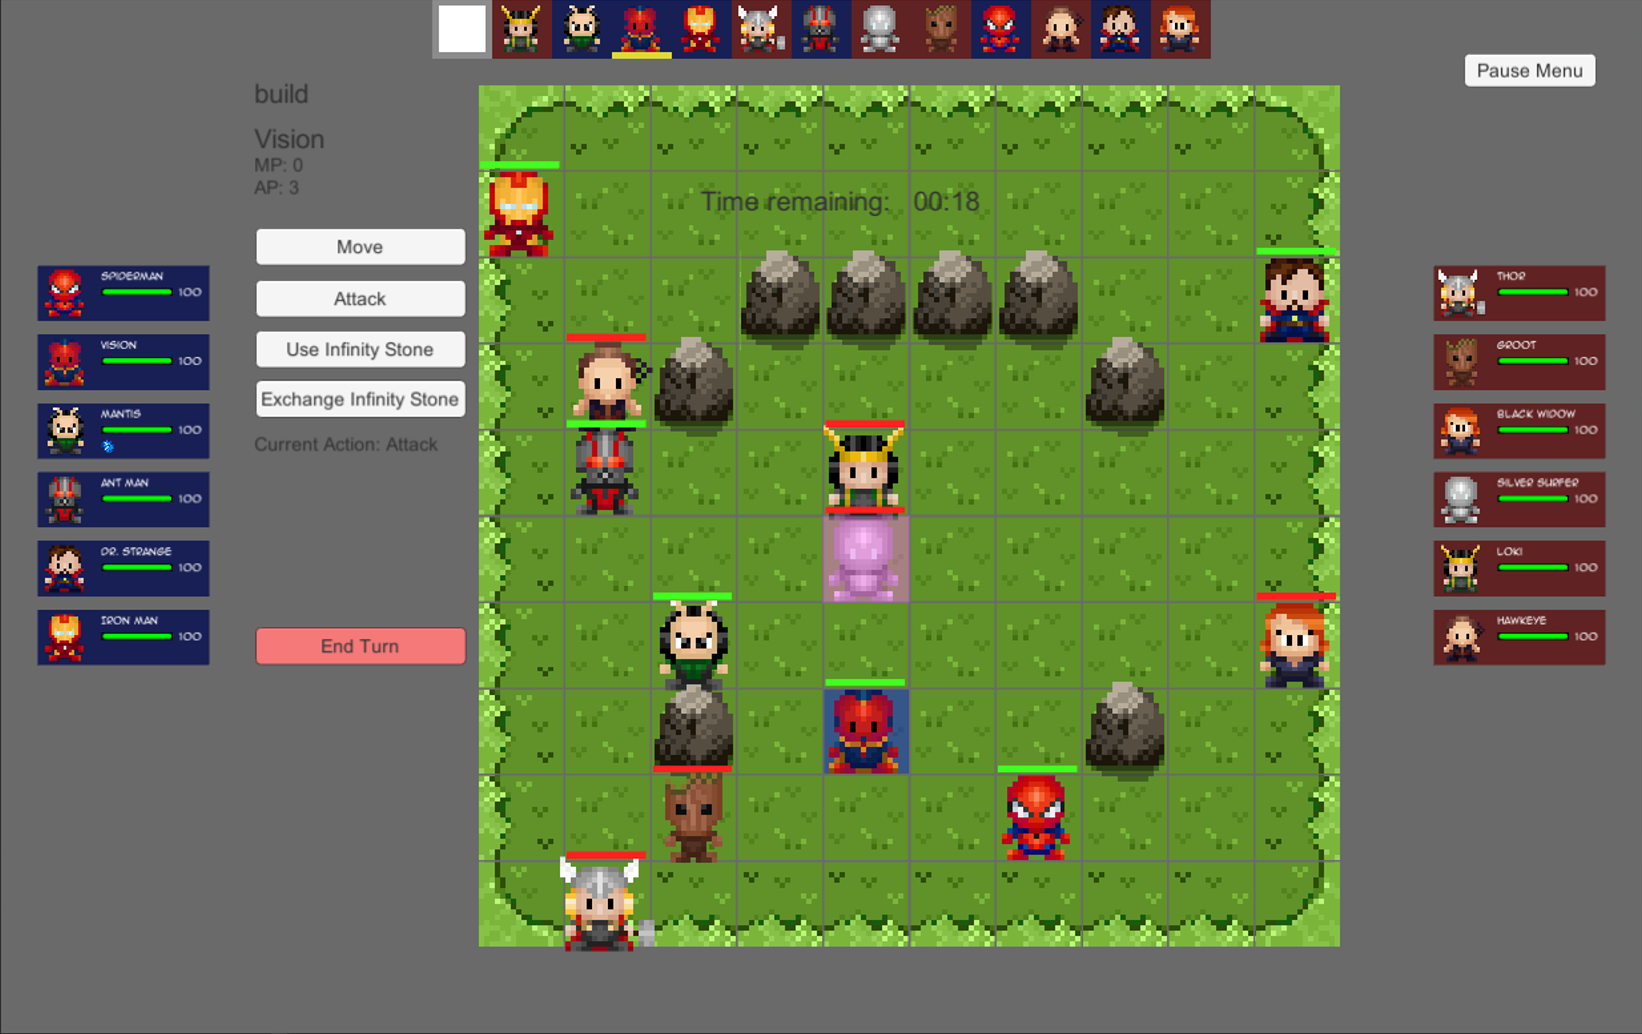 Pause Menu
build
Vision
MP: 0
AP: 3
Time remaining: 00:18
Move
Attack
Use Infinity Stone
Exchange Infinity Stone
Current Action: Attack
End Turn
SPIDERMAN
100
VISION
100
MANTIS
100
ANT MAN
100
DR. STRANGE
100
IRON MAN
100
THOR
100
GROOT
100
BLACK WIDOW
100
SILVER SURFER
100
LOKI
100
HAWKEYE
100